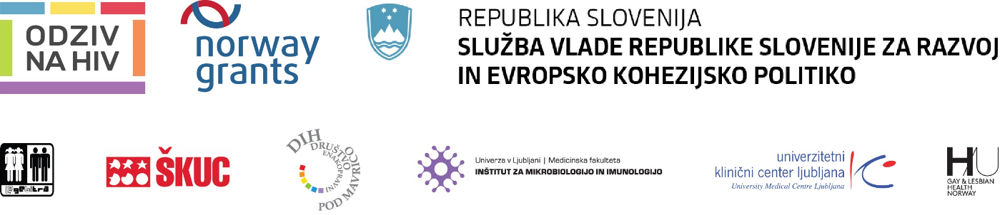 ODZIV
NA HIV
norway
grants
REPUBLIKA SLOVENIJA
SLUŽBA VLADE REPUBLIKE SLOVENIJE ZA RAZVOJ
IN EVROPSKO KOHEZIJSKO POLITIKO
legebitra
ŠKUC
DIH
DRUŠTVO
ENAKOPRAVNI
POD MAVRICO
Univerza v Ljubljani | Medicinska fakulteta
INŠTITUT ZA MIKROBIOLOGIJO IN IMUNOLOGIJO
univerzitetni
klinični center ljubljana
University Medical Centre Ljubljana
HU
GAY & LESBIAN
HEALTH
NORWAY